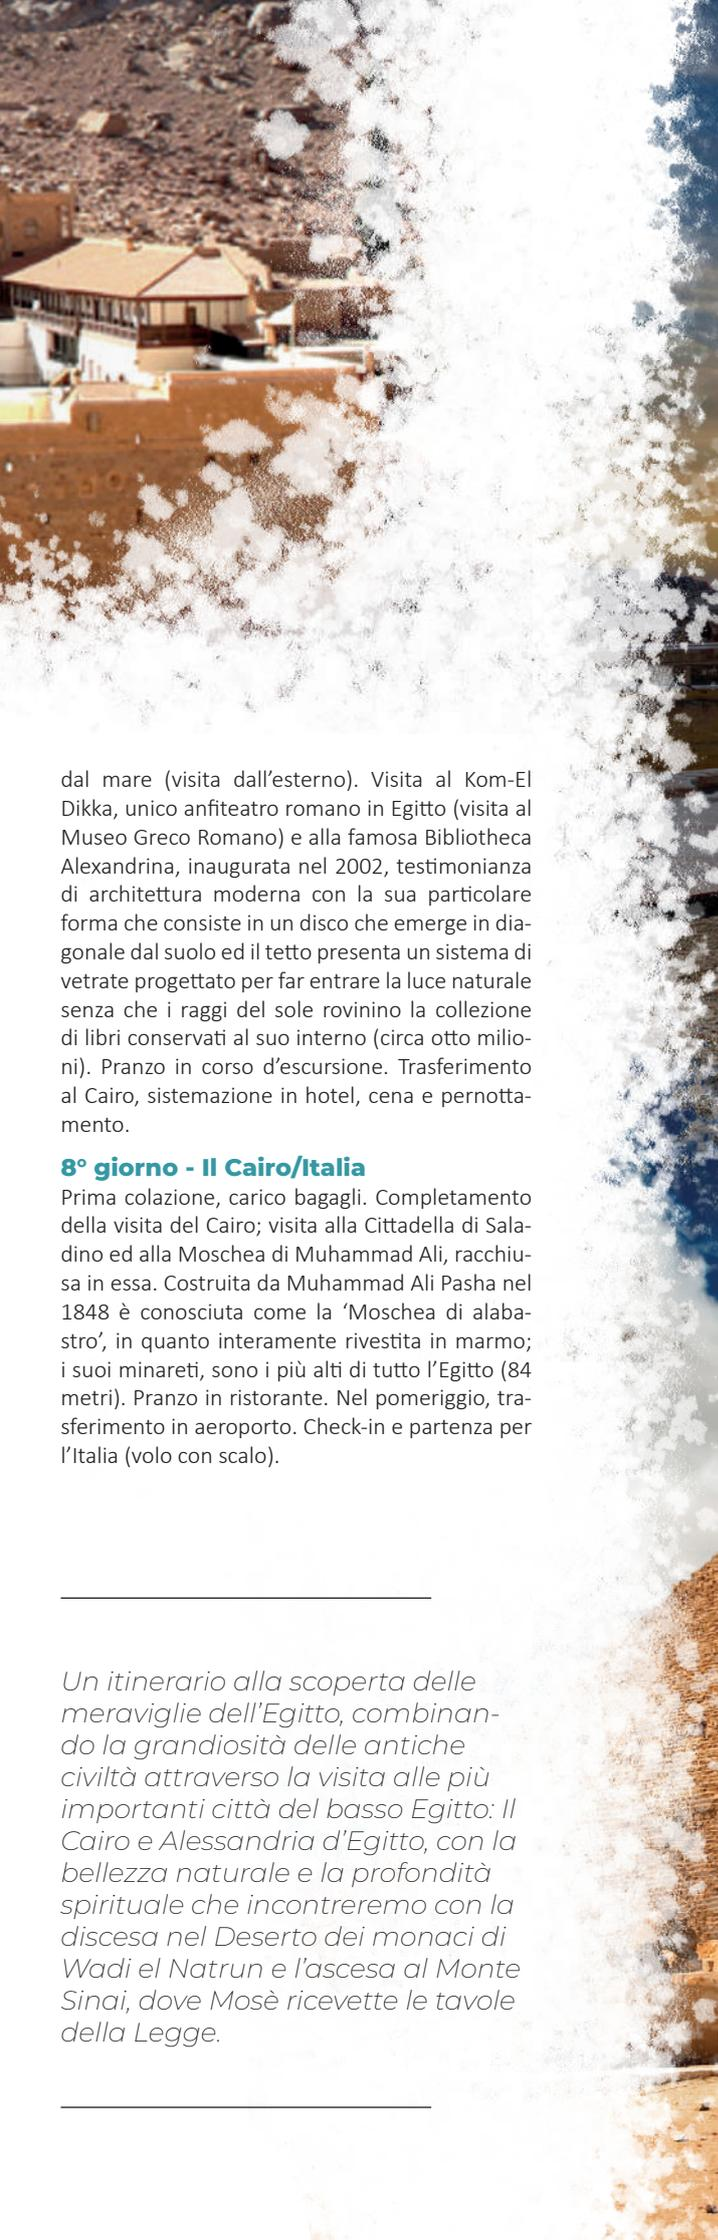 dal mare (visita dall’esterno). Visita al Kom-El
Dikka, unico anfiteatro romano in Egitto (visita al
Museo Greco Romano) e alla famosa Bibliotheca
Alexandrina, inaugurata nel 2002, testimonianza
di architettura moderna con la sua particolare
forma che consiste in un disco che emerge in dia-
gonale dal suolo ed il tetto presenta un sistema di
vetrate progettato per far entrare la luce naturale
senza che i raggi del sole rovinino la collezione
di libri conservati al suo interno (circa otto milio-
ni). Pranzo in corso d’escursione. Trasferimento
al Cairo, sistemazione in hotel, cena e pernotta-
mento.
8° giorno - Il Cairo/Italia
Prima colazione, carico bagagli. Completamento
della visita del Cairo; visita alla Cittadella di Sala-
dino ed alla Moschea di Muhammad Ali, racchiu-
sa in essa. Costruita da Muhammad Ali Pasha nel
1848 è conosciuta come la ‘Moschea di alaba-
stro’, in quanto interamente rivestita in marmo;
i suoi minareti, sono i più alti di tutto l’Egitto (84
metri). Pranzo in ristorante. Nel pomeriggio, tra-
sferimento in aeroporto. Check-in e partenza per
l’Italia (volo con scalo).
Un itinerario alla scoperta delle
meraviglie dell’Egitto, combinan-
do la grandiosità delle antiche
civiltà attraverso la visita alle più
importanti città del basso Egitto: Il
Cairo e Alessandria d’Egitto, con la
bellezza naturale e la profondità
spirituale che incontreremo con la
discesa nel Deserto dei monaci di
Wadi el Natrun e l’ascesa al Monte
Sinai, dove Mosè ricevette le tavole
della Legge.